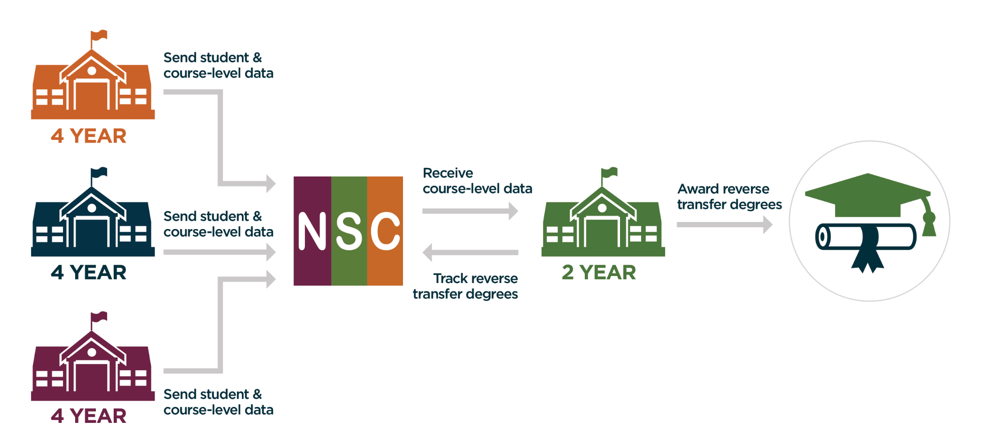 Send student &
course-level data
4 YEAR
Send student &
course-level data
4 YEAR
Send student &
course-level data
4 YEAR
NSC
Receive
course-level data
Track reverse
transfer degrees
2 YEAR
Award reverse
transfer degrees